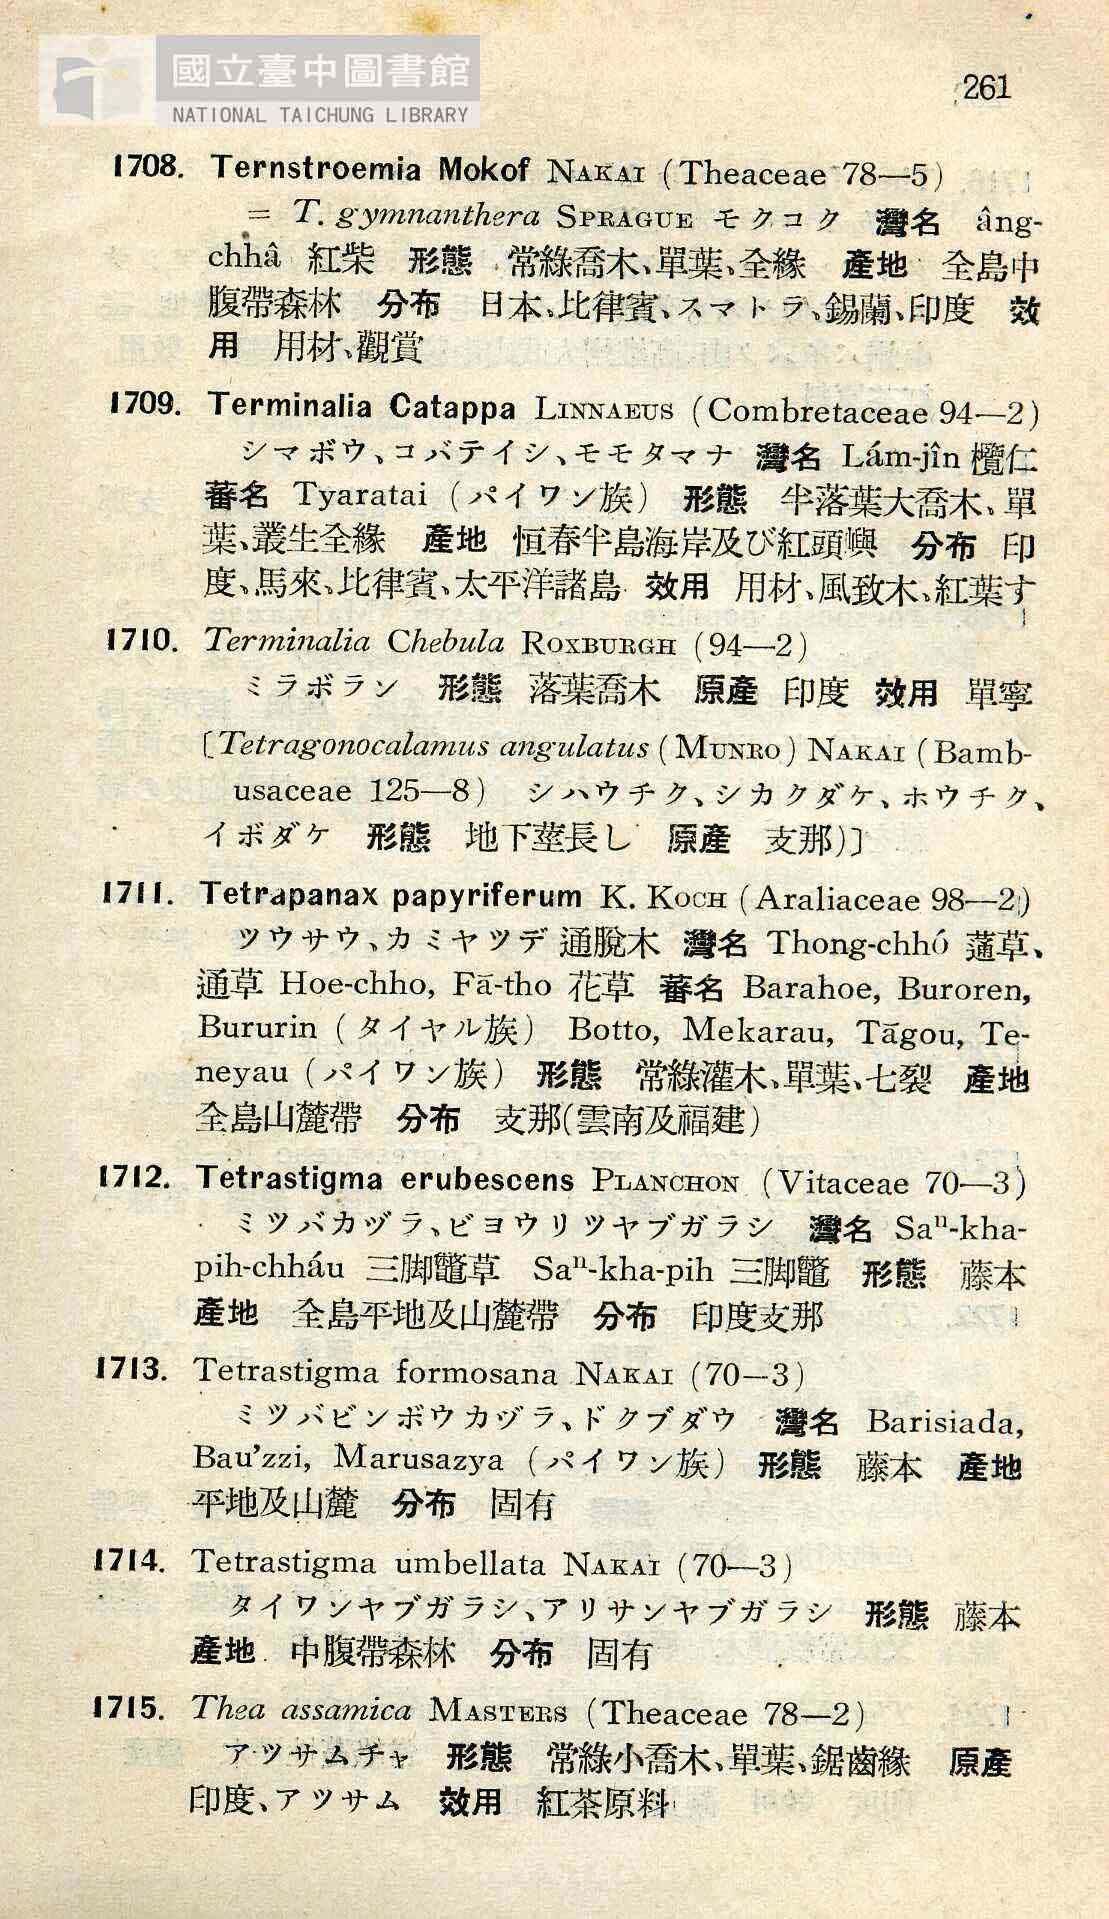 國立臺中圖書館
NATIONAL TAICHUNG LIBRARY
261
1708. Ternstroemia Mokof NAKAI (Theaceae 78—5)
= T. gymnanthera SPRAGUE モクコク 灣名 âng-
chhâ 紅柴 形態 常綠喬木、單葉、全緣 產地 全島中
腹帶森林 分布 日本、比律賓、スマトラ、錫蘭、印度 效
用 用材、觀賞
1709. Terminalia Catappa LINNAEUS (Combretaceae 94—2)
シマボウ、コバテイシ、モモタマナ 灣名 Lám-jîn 欖仁
蕃名 Tyaratai (パイワン族) 形態 半落葉大喬木、單
葉、叢生全緣 產地 恒春半島海岸及び紅頭嶼 分布 印
度、馬來、比律賓、太平洋諸島 效用 用材、風致木、紅葉す
1710. Terminalia Chebula ROXBURGH (94—2)
ミラボラン 形態 落葉喬木 原產 印度 效用 單寧
〔Tetragonocalamus angulatus (MUNRO) NAKAI (Bamb-
usaceae 125—8) シハウチク、シカクダケ、ホウチク、
イボダケ 形態 地下莖長し 原產 支那)〕
1711. Tetrapanax papyriferum K. KOCH (Araliaceae 98—2)
ツウサウ、カミヤツデ 通脫木 灣名 Thong-chhó 蓪草、
通草 Hoe-chho, Fā-tho 花草 蕃名 Barahoe, Buroren,
Bururin (タイヤル族) Botto, Mekarau, Tāgou, Te-
neyau (パイワン族) 形態 常綠灌木、單葉、七裂 產地
全島山麓帶 分布 支那(雲南及福建)
1712. Tetrastigma erubescens PLANCHON (Vitaceae 70—3)
ミツバカヅラ、ビヨウリツヤブガラシ 灣名 Saⁿ-kha-
pih-chháu 三脚鼈草 Saⁿ-kha-pih 三脚鼈 形態 藤本
產地 全島平地及山麓帶 分布 印度支那
1713. Tetrastigma formosana NAKAI (70—3)
ミツバビンボウカヅラ、ドクブダウ 灣名 Barisiada,
Bau'zzi, Marusazya (パイワン族) 形態 藤本 產地
平地及山麓 分布 固有
1714. Tetrastigma umbellata NAKAI (70—3)
タイワンヤブガラシ、アリサンヤブガラシ 形態 藤本
產地 中腹帶森林 分布 固有
1715. Thea assamica MASTERS (Theaceae 78—2)
アツサムチャ 形態 常綠小喬木、單葉、鋸齒緣 原產
印度、アツサム 效用 紅茶原料